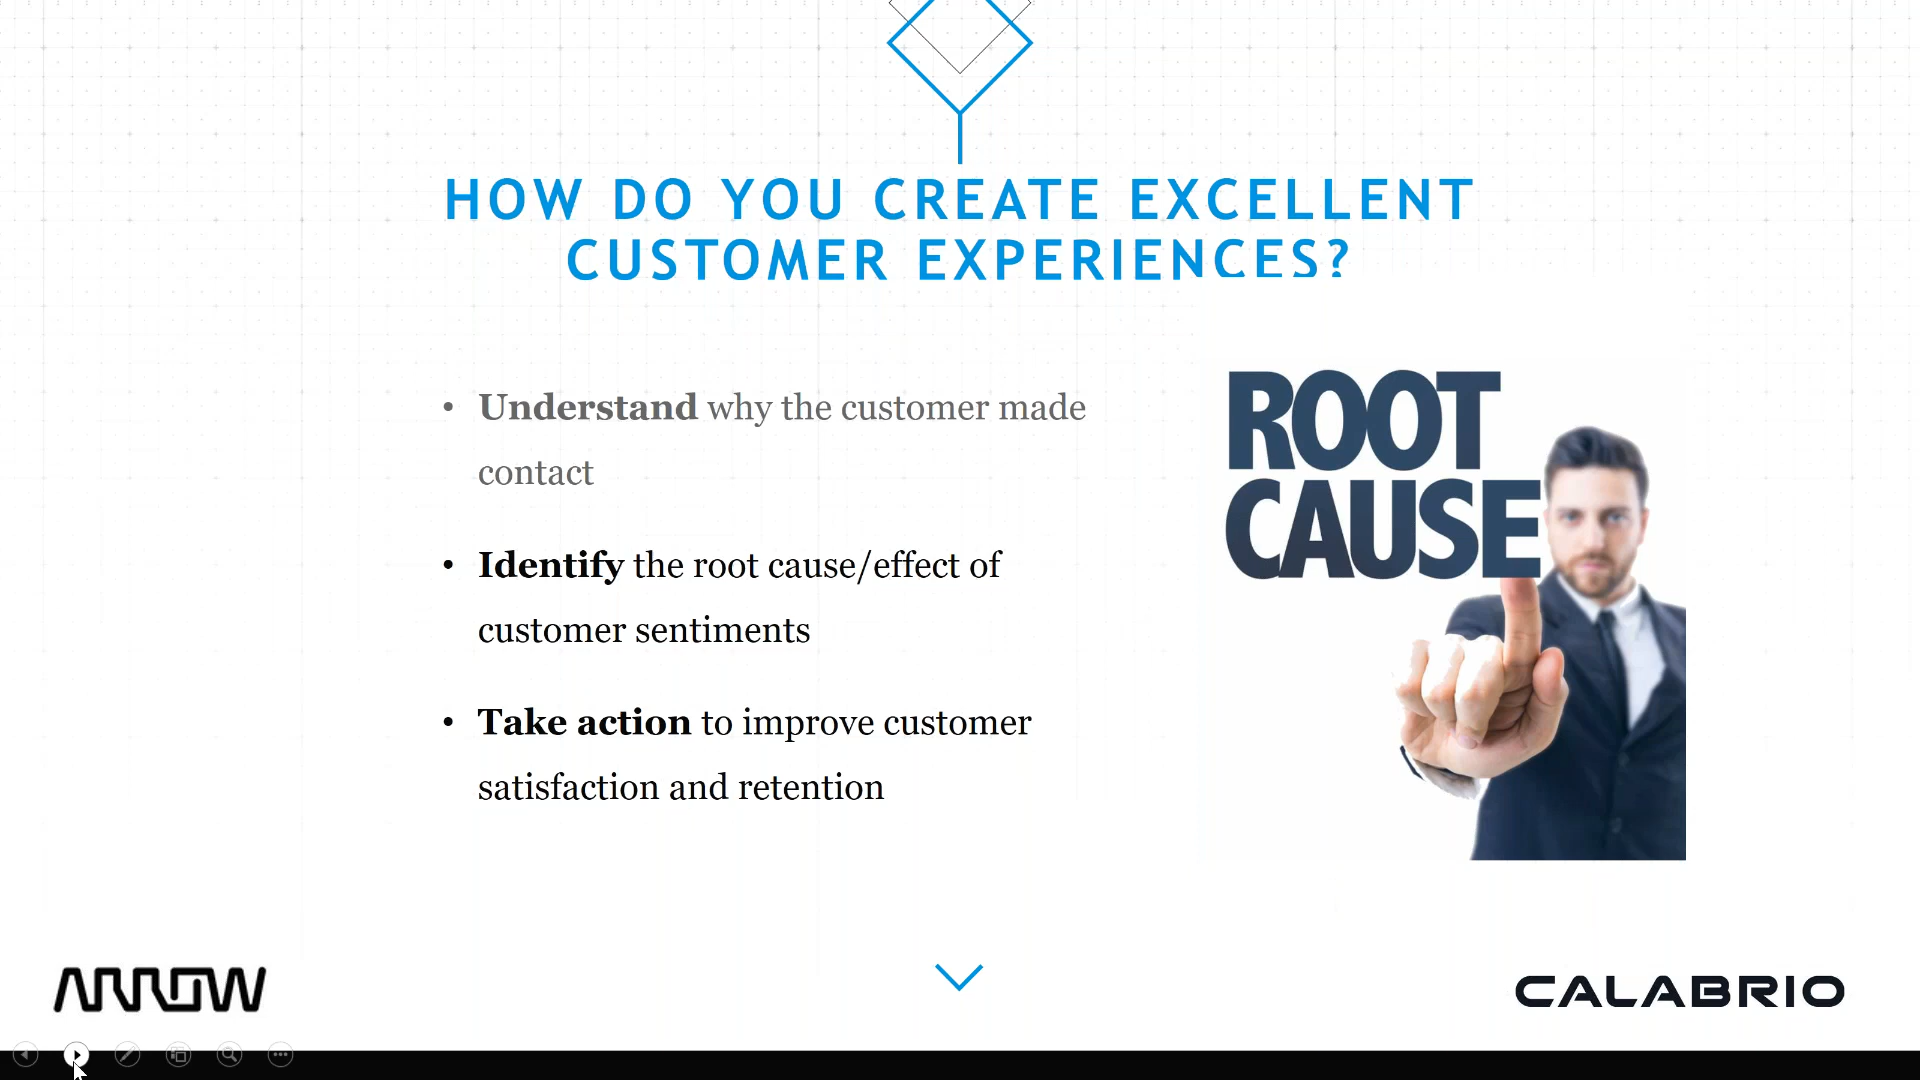 HOW DO YOU CREATE EXCELLENT
CUSTOMER EXPERIENCES?
• Understand why the customer made
contact
• Identify the root cause/effect of
customer sentiments
• Take action to improve customer
satisfaction and retention
ROOT
CAUSE
ARROW
CALABRIO